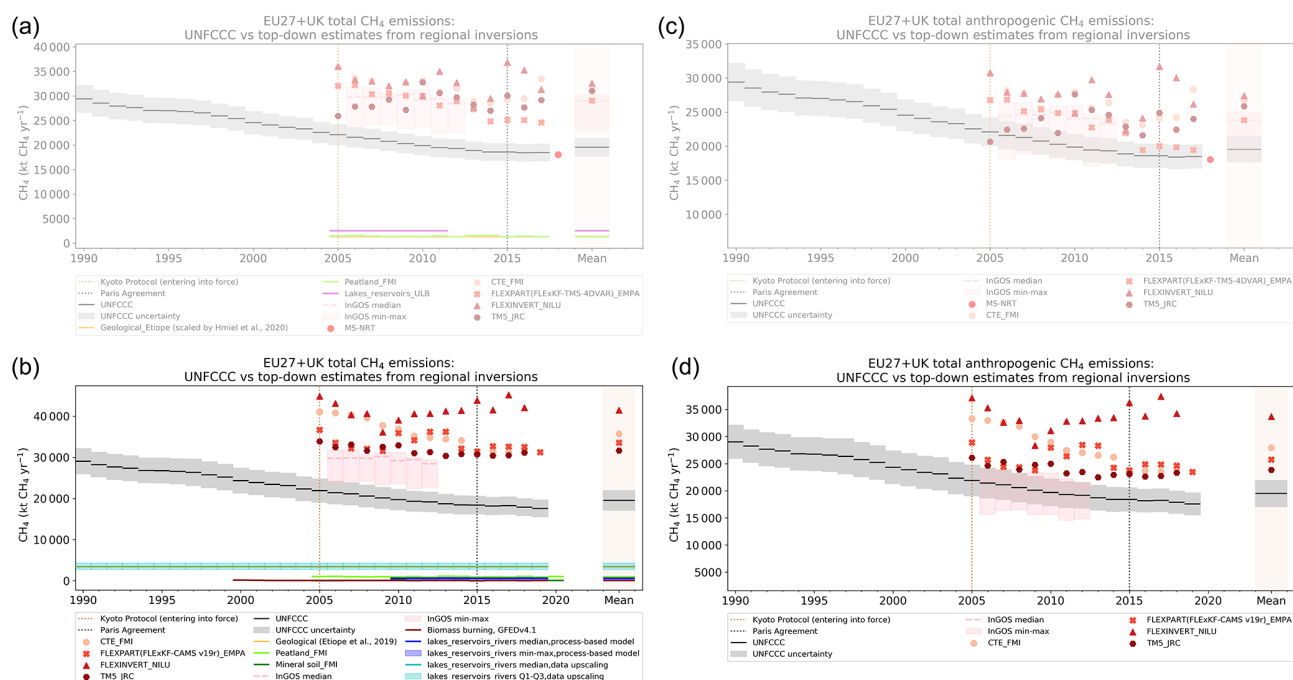 (a)
EU27+UK total CH4 emissions:
UNFCCC vs top-down estimates from regional inversions
CH4 (kt CH4 yr−1)
40 000
35 000
30 000
25 000
20 000
15 000
10 000
5000
0
1990 1995 2000 2005 2010 2015 Mean
Kyoto Protocol (entering into force)
Paris Agreement
UNFCCC
UNFCCC uncertainty
Geological_Etiope (scaled by Hmiel et al., 2020)
Peatland_FMI
Lakes_reservoirs_ULB
InGOS median
InGOS min-max
MS-NRT
CTE_FMI
FLEXPART(FLExKF-TM5-4DVAR)_EMPA
FLEXINVERT_NILU
TM5_JRC
(c)
EU27+UK total anthropogenic CH4 emissions:
UNFCCC vs top-down estimates from regional inversions
CH4 (kt CH4 yr−1)
35 000
30 000
25 000
20 000
15 000
10 000
1990 1995 2000 2005 2010 2015 Mean
Kyoto Protocol (entering into force)
Paris Agreement
UNFCCC
UNFCCC uncertainty
InGOS median
InGOS min-max
MS-NRT
CTE_FMI
FLEXPART(FLExKF-TM5-4DVAR)_EMPA
FLEXINVERT_NILU
TM5_JRC
(b)
EU27+UK total CH4 emissions:
UNFCCC vs top-down estimates from regional inversions
CH4 (kt CH4 yr−1)
40 000
30 000
20 000
10 000
0
1990 1995 2000 2005 2010 2015 2020 Mean
Kyoto Protocol (entering into force)
Paris Agreement
CTE_FMI
FLEXPART(FLExKF-CAMS v19r)_EMPA
FLEXINVERT_NILU
TM5_JRC
UNFCCC
UNFCCC uncertainty
Geological (Etiope et al., 2019)
Peatland_FMI
Mineral soil_FMI
InGOS median
InGOS min-max
Biomass burning, GFEDv4.1
lakes_reservoirs_rivers median,process-based model
lakes_reservoirs_rivers min-max,process-based model
lakes_reservoirs_rivers median,data upscaling
lakes_reservoirs_rivers Q1-Q3,data upscaling
(d)
EU27+UK total anthropogenic CH4 emissions:
UNFCCC vs top-down estimates from regional inversions
CH4 (kt CH4 yr−1)
35 000
30 000
25 000
20 000
15 000
10 000
5000
1990 1995 2000 2005 2010 2015 2020 Mean
Kyoto Protocol (entering into force)
Paris Agreement
UNFCCC
UNFCCC uncertainty
InGOS median
InGOS min-max
CTE_FMI
FLEXPART(FLExKF-CAMS v19r)_EMPA
FLEXINVERT_NILU
TM5_JRC